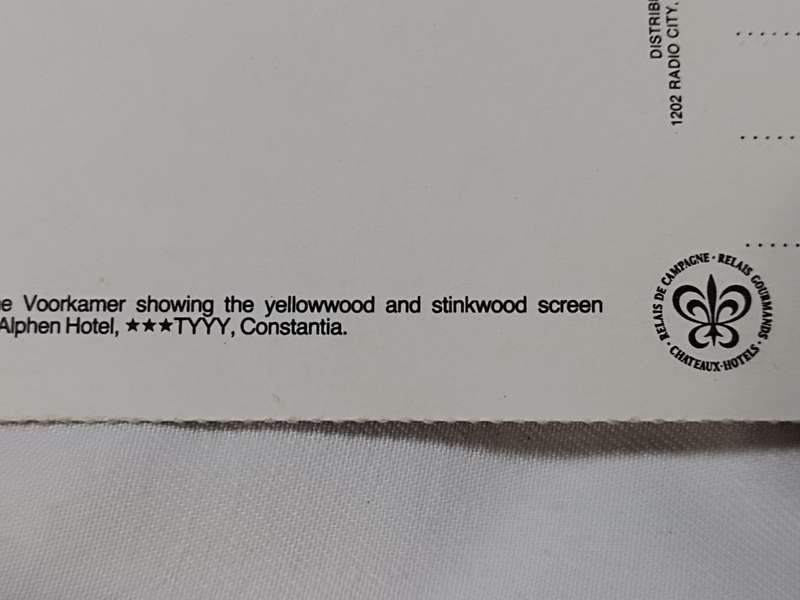 DISTRIB
1202 RADIO CITY,
e Voorkamer showing the yellowwood and stinkwood screen
Alphen Hotel, ★★★TYYY, Constantia.
RELAIS DE CAMPAGNE · RELAIS GOURMANDS · CHATEAUX-HOTELS ·